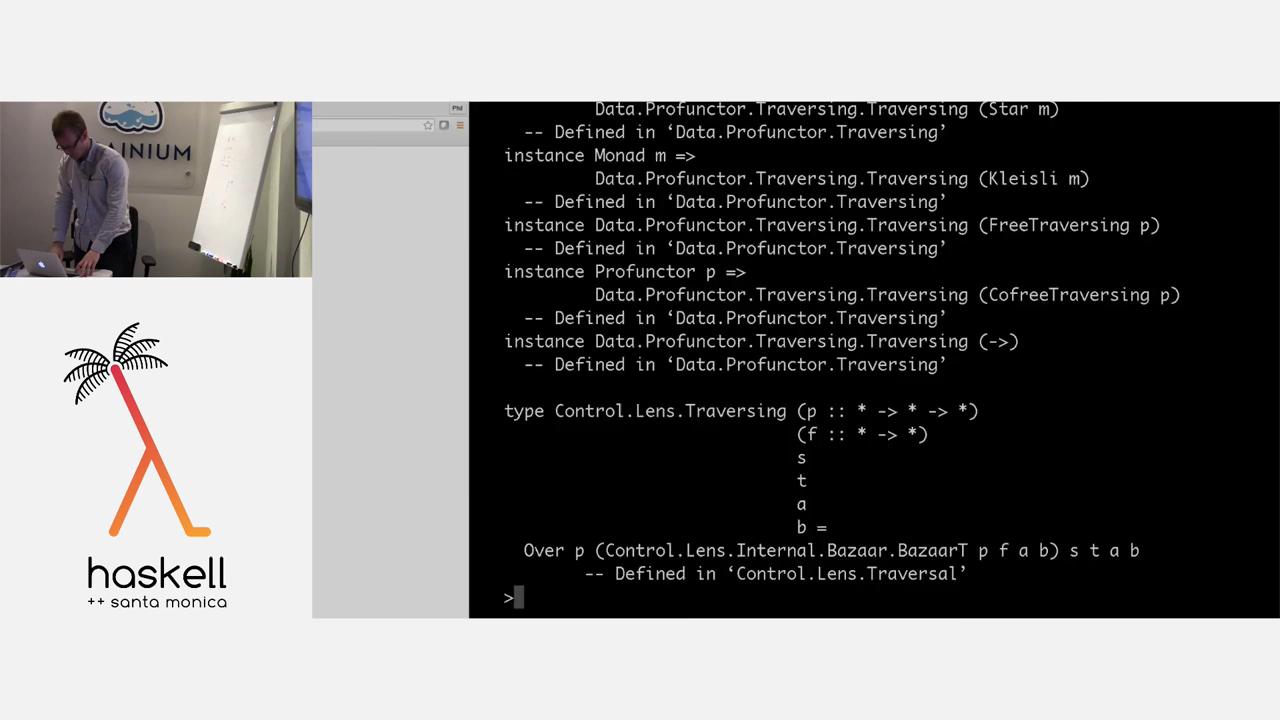 AINIUM
Phil
Data.Profunctor.Traversing.Traversing (Star m)
-- Defined in ‘Data.Profunctor.Traversing’
instance Monad m =>
Data.Profunctor.Traversing.Traversing (Kleisli m)
-- Defined in ‘Data.Profunctor.Traversing’
instance Data.Profunctor.Traversing.Traversing (FreeTraversing p)
-- Defined in ‘Data.Profunctor.Traversing’
instance Profunctor p =>
Data.Profunctor.Traversing.Traversing (CofreeTraversing p)
-- Defined in ‘Data.Profunctor.Traversing’
instance Data.Profunctor.Traversing.Traversing (->)
-- Defined in ‘Data.Profunctor.Traversing’
type Control.Lens.Traversing (p :: * -> * -> *)
(f :: * -> *)
s
t
a
b =
Over p (Control.Lens.Internal.Bazaar.BazaarT p f a b) s t a b
-- Defined in ‘Control.Lens.Traversal’
>
haskell
++ santa monica